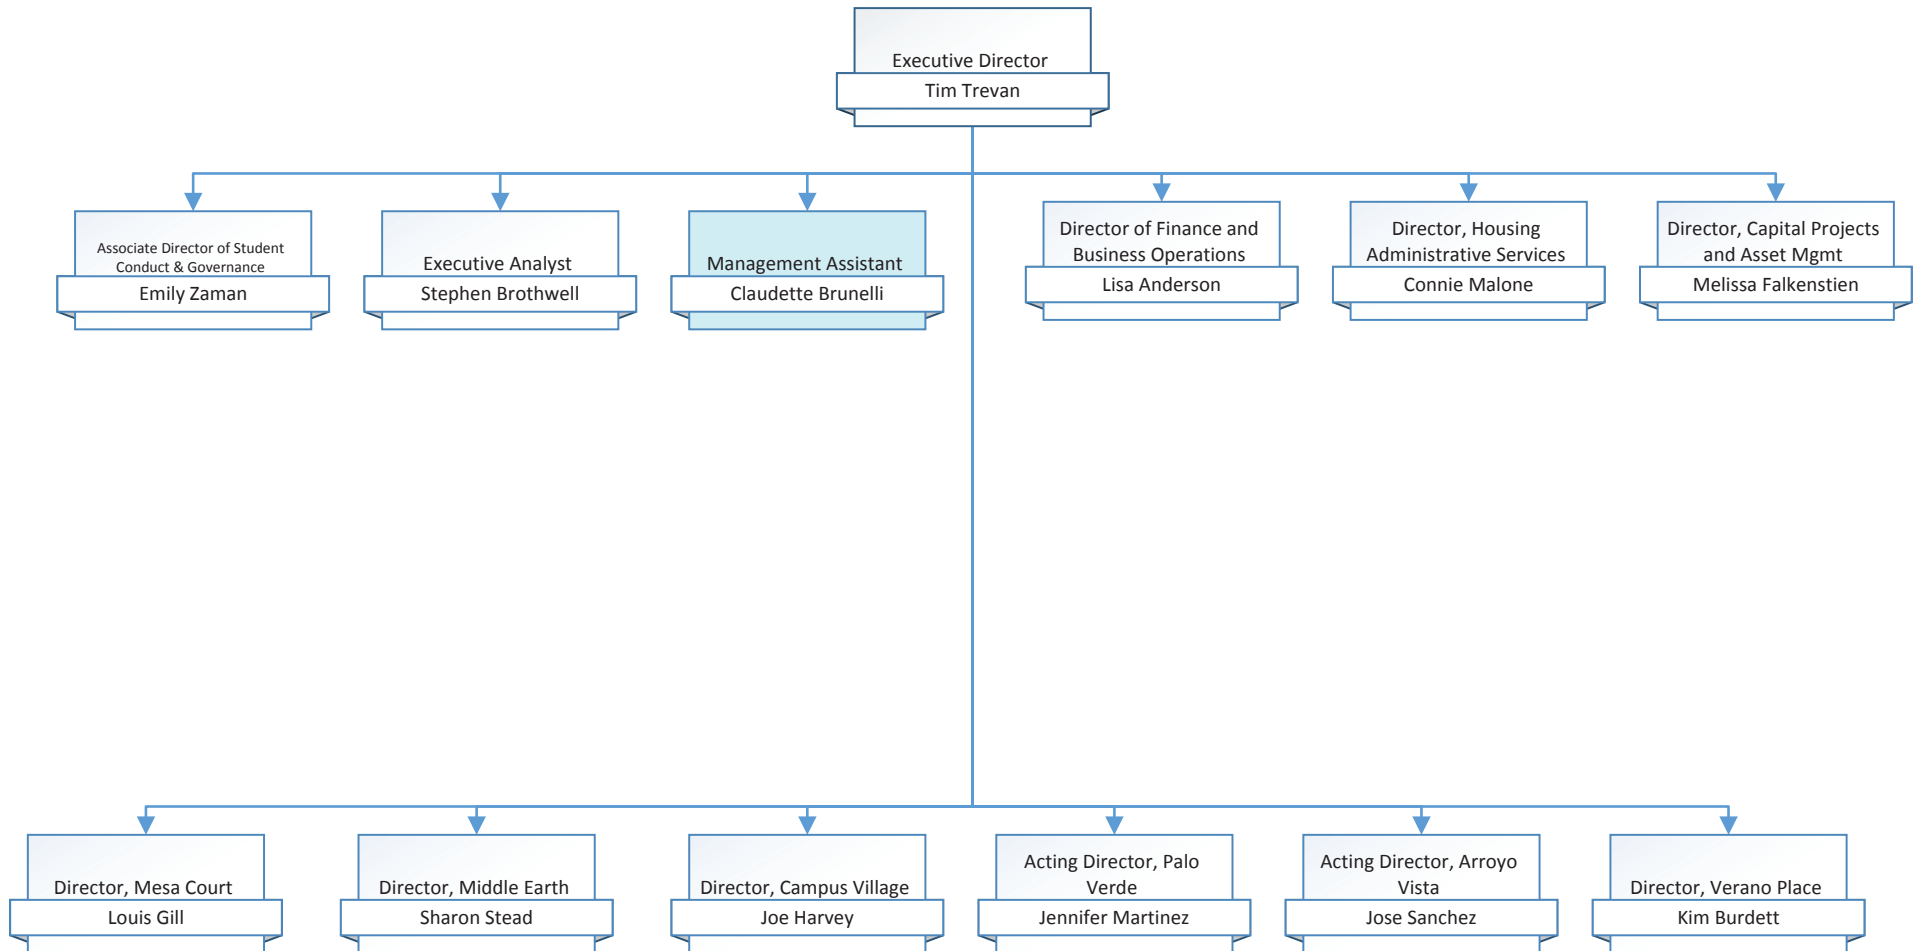 Executive Director
Tim Trevan
Associate Director of Student
Conduct & Governance
Emily Zaman
Executive Analyst
Stephen Brothwell
Management Assistant
Claudette Brunelli
Director of Finance and
Business Operations
Lisa Anderson
Director, Housing
Administrative Services
Connie Malone
Director, Capital Projects
and Asset Mgmt
Melissa Falkenstien
Director, Mesa Court
Louis Gill
Director, Middle Earth
Sharon Stead
Director, Campus Village
Joe Harvey
Acting Director, Palo
Verde
Jennifer Martinez
Acting Director, Arroyo
Vista
Jose Sanchez
Director, Verano Place
Kim Burdett